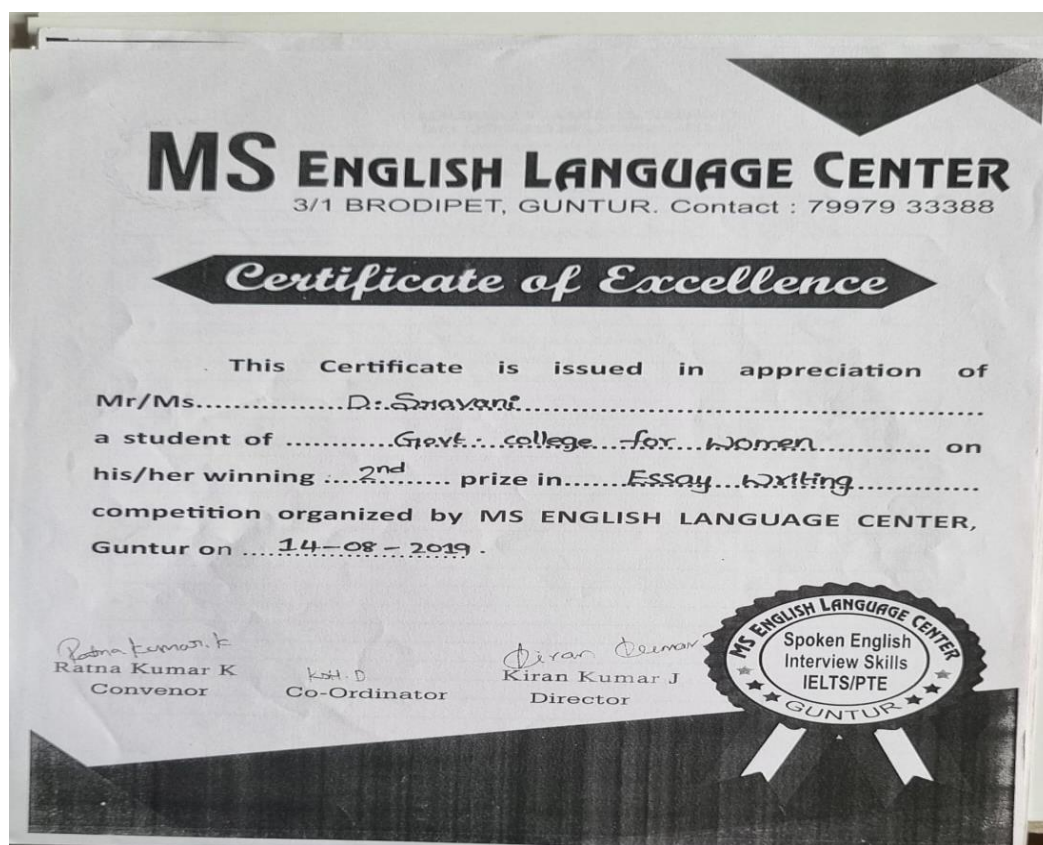 MS ENGLISH LANGUAGE CENTER
3/1 BRODIPET, GUNTUR. Contact : 79979 33388
Certificate of Excellence
This Certificate is issued in appreciation of
Mr/Ms..............D. Sravani................................
a student of ...........Govt. college for women............. on
his/her winning ....2nd....... prize in......Essay writing.............
competition organized by MS ENGLISH LANGUAGE CENTER,
Guntur on ....14-08-2019.
Ratna Kumar.K Kiran Kumar J
Ratna Kumar K Kiran Kumar J
Convenor Co-Ordinator Director
MS ENGLISH LANGUAGE CENTER
Spoken English
Interview Skills
IELTS/PTE
GUNTUR